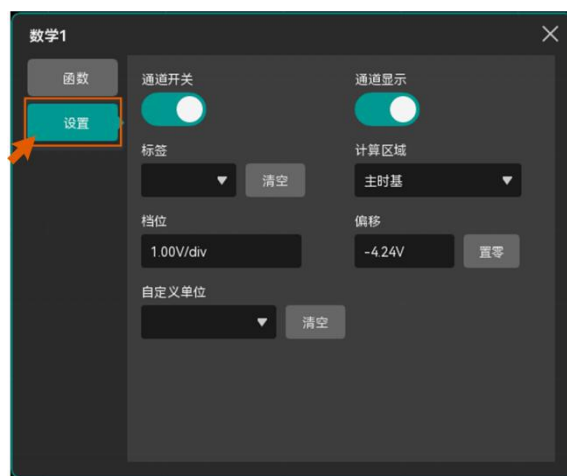 数学1
函数
设置
通道开关
通道显示
标签
计算区域
清空
主时基
档位
偏移
1.00V/div
-4.24V
置零
自定义单位
清空